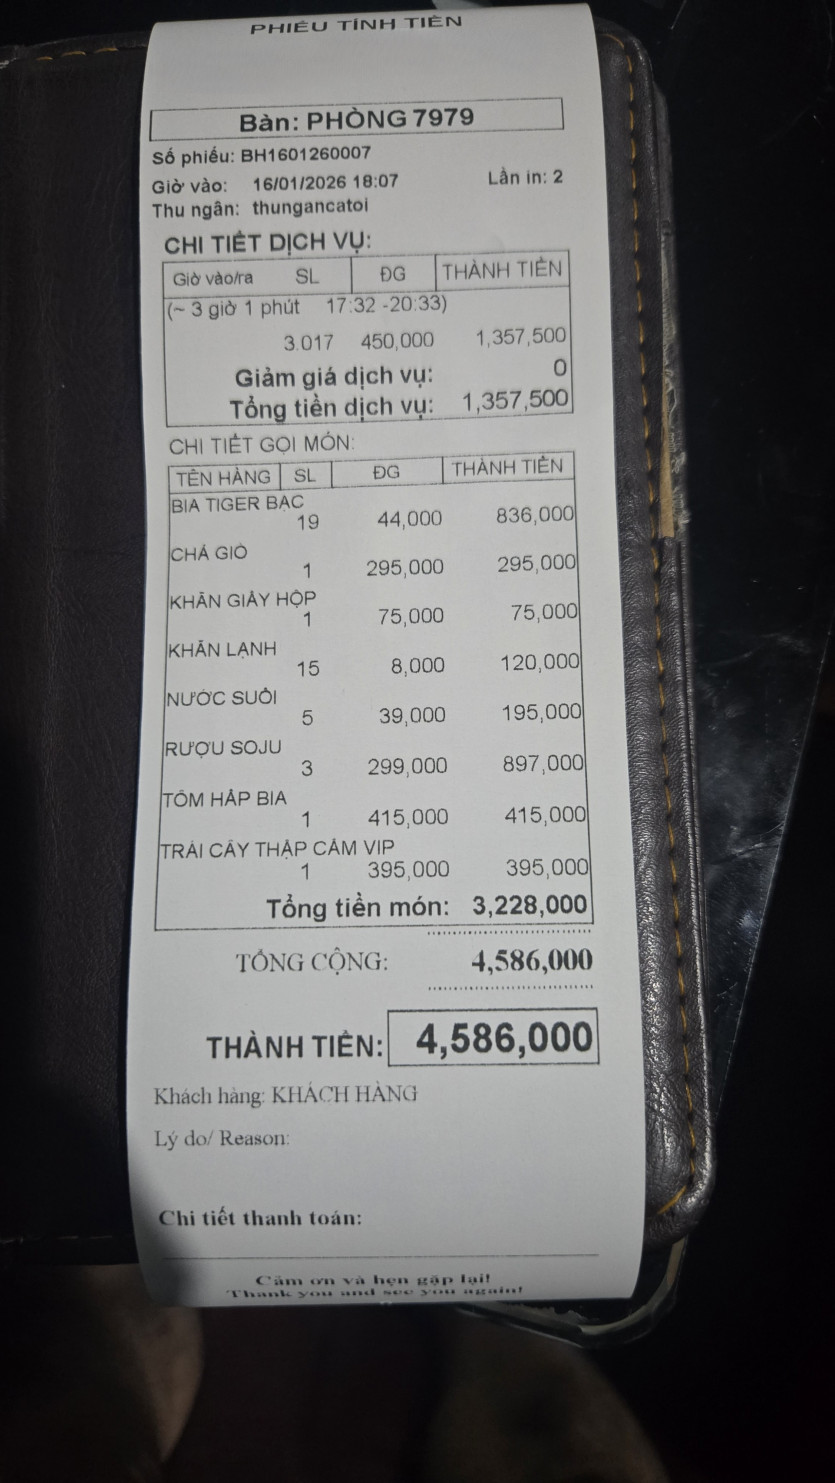 PHIẾU TÍNH TIỀN
Bàn: PHÒNG 7979
Số phiếu: BH1601260007
Giờ vào: 16/01/2026 18:07 Lần in: 2
Thu ngân: thungancatoi
CHI TIẾT DỊCH VỤ:
Giờ vào/ra SL ĐG THÀNH TIỀN
(~ 3 giờ 1 phút 17:32 -20:33)
3.017 450,000 1,357,500
Giảm giá dịch vụ: 0
Tổng tiền dịch vụ: 1,357,500
CHI TIẾT GỌI MÓN:
TÊN HÀNG SL ĐG THÀNH TIỀN
BIA TIGER BẠC
19 44,000 836,000
CHẢ GIÒ
1 295,000 295,000
KHĂN GIẤY HỘP
1 75,000 75,000
KHĂN LẠNH
15 8,000 120,000
NƯỚC SUỐI
5 39,000 195,000
RƯỢU SOJU
3 299,000 897,000
TÔM HẤP BIA
1 415,000 415,000
TRÁI CÂY THẬP CẨM VIP
1 395,000 395,000
Tổng tiền món: 3,228,000
TỔNG CỘNG: 4,586,000
THÀNH TIỀN: 4,586,000
Khách hàng: KHÁCH HÀNG
Lý do/ Reason:
Chi tiết thanh toán:
Cảm ơn và hẹn gặp lại!
Thank you and see you again!